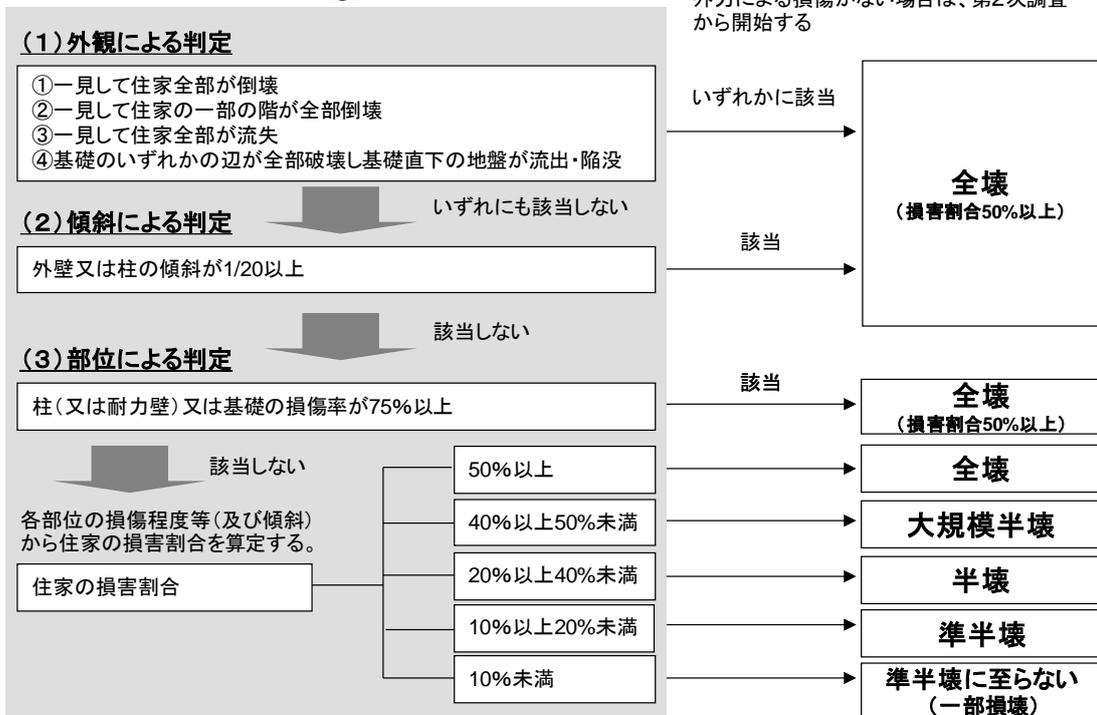 外力による損傷がない場合は、第2次調査
から開始する
(1)外観による判定
①一見して住家全部が倒壊
②一見して住家の一部の階が全部倒壊
③一見して住家全部が流失
④基礎のいずれかの辺が全部破壊し基礎直下の地盤が流出・陥没
いずれかに該当
全壊
(損害割合50%以上)
いずれにも該当しない
(2)傾斜による判定
外壁又は柱の傾斜が1/20以上
該当
該当しない
(3)部位による判定
柱(又は耐力壁)又は基礎の損傷率が75%以上
該当
全壊
(損害割合50%以上)
該当しない
各部位の損傷程度等(及び傾斜)
から住家の損害割合を算定する。
住家の損害割合
50%以上
全壊
40%以上50%未満
大規模半壊
20%以上40%未満
半壊
10%以上20%未満
準半壊
10%未満
準半壊に至らない
(一部損壊)